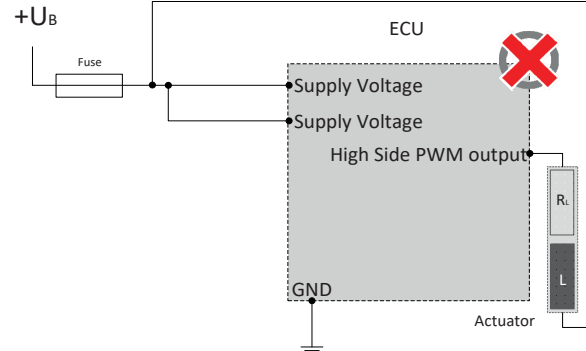 +UB
ECU
Fuse
Supply Voltage
Supply Voltage
High Side PWM output
RL
L
GND
Actuator